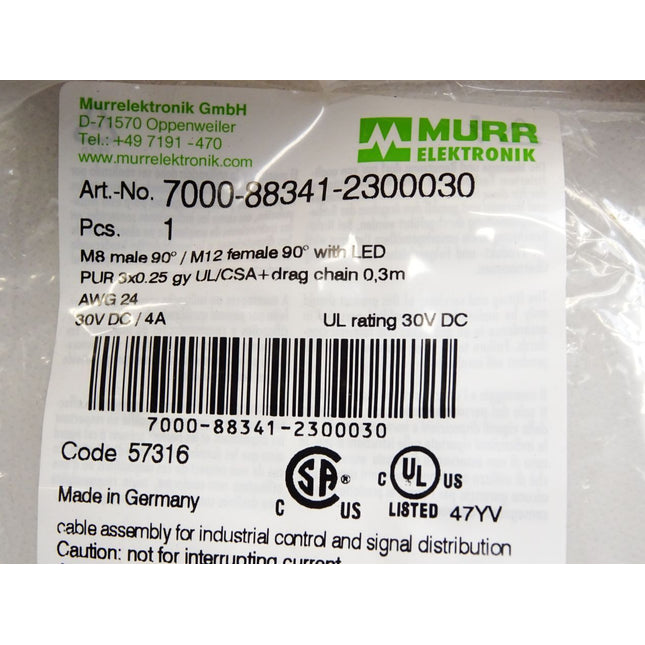 Murrelektronik GmbH
D-71570 Oppenweiler
Tel.: +49 7191 -470
www.murrelektronik.com
MURR
ELEKTRONIK
Art.-No. 7000-88341-2300030
Pcs. 1
M8 male 90° / M12 female 90° with LED
PUR 3x0.25 gy UL/CSA+drag chain 0,3m
AWG 24
30V DC / 4A UL rating 30V DC
7000-88341-2300030
Code 57316
Made in Germany
C SA ® US
C UL US
LISTED 47YV
cable assembly for industrial control and signal distribution
Caution: not for interrupting current